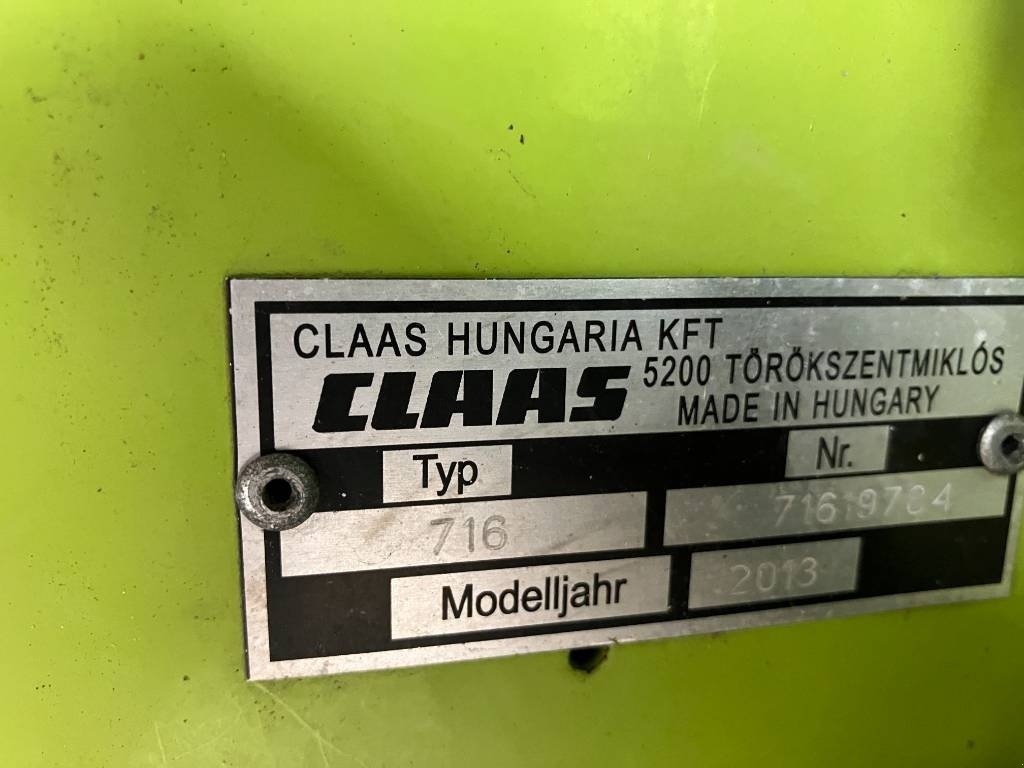 CLAAS HUNGARIA KFT
CLAAS 5200 TÖRÖKSZENTMIKLÓS
MADE IN HUNGARY
Typ Nr.
716
Modelljahr 2013